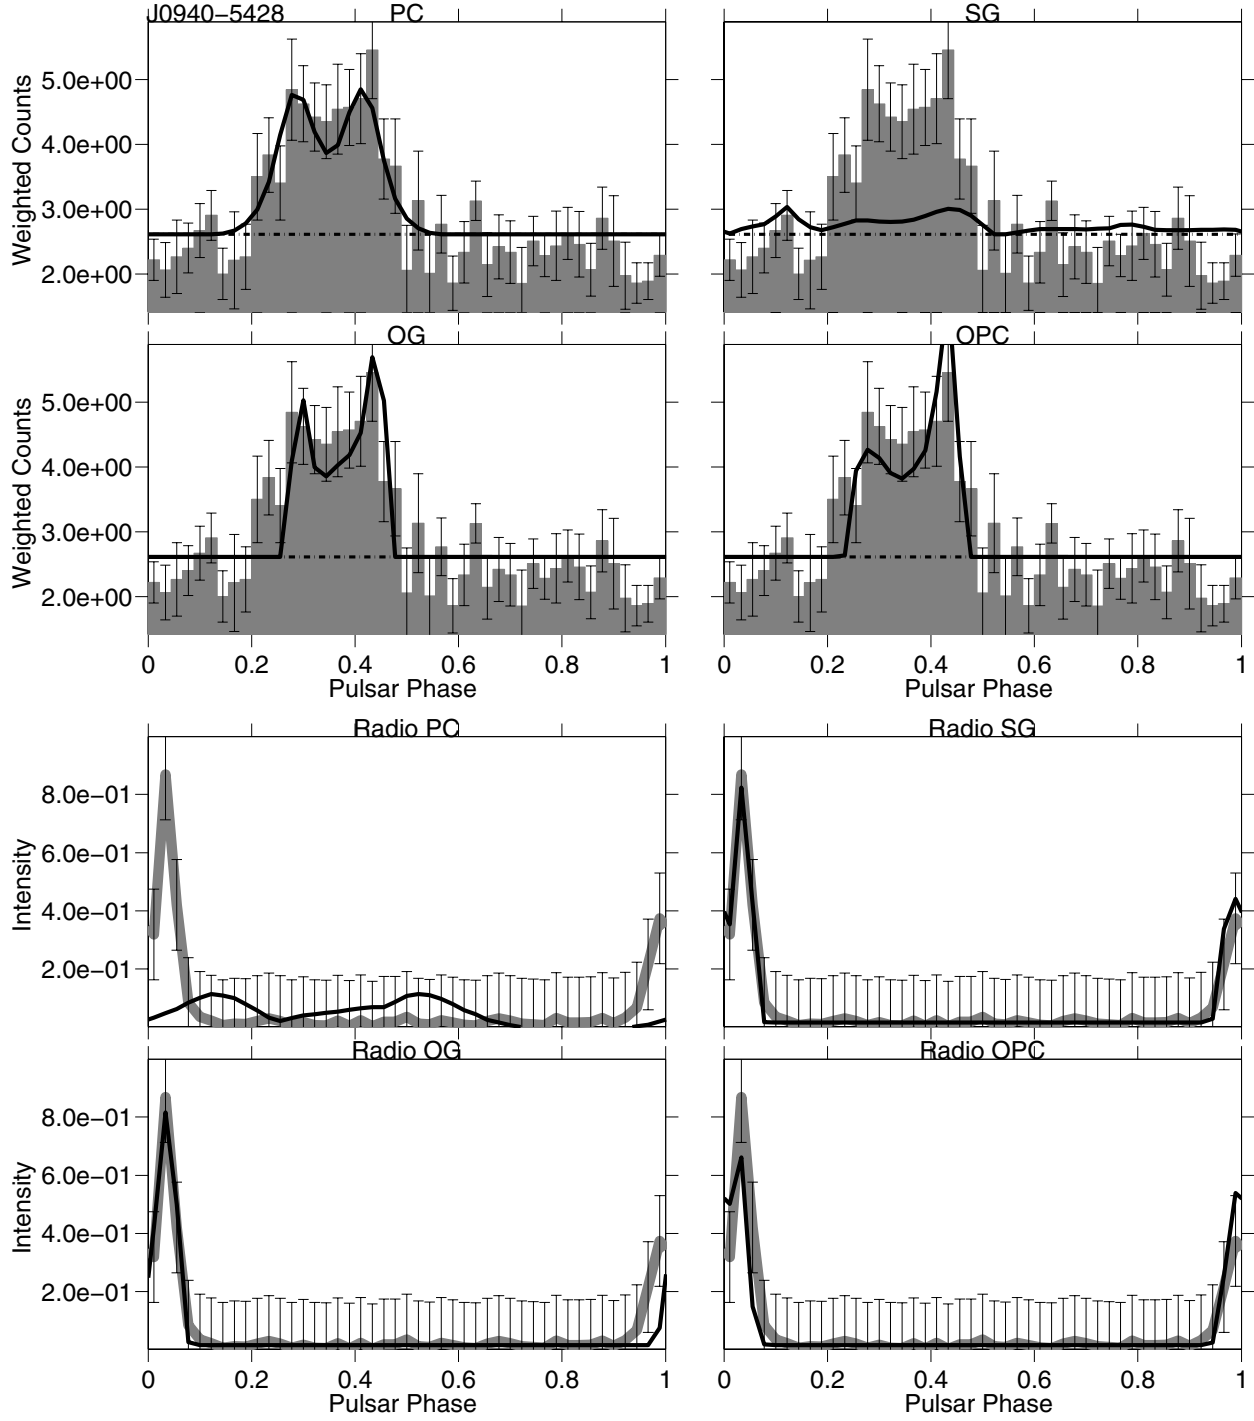 J0940−5428 PC SG
Weighted Counts
5.0e+00
4.0e+00
3.0e+00
2.0e+00
OG OPC
Weighted Counts
5.0e+00
4.0e+00
3.0e+00
2.0e+00
0 0.2 0.4 0.6 0.8 1 0 0.2 0.4 0.6 0.8 1
Pulsar Phase Pulsar Phase
Radio PC Radio SG
Intensity
8.0e−01
6.0e−01
4.0e−01
2.0e−01
Radio OG Radio OPC
Intensity
8.0e−01
6.0e−01
4.0e−01
2.0e−01
0 0.2 0.4 0.6 0.8 1 0 0.2 0.4 0.6 0.8 1
Pulsar Phase Pulsar Phase